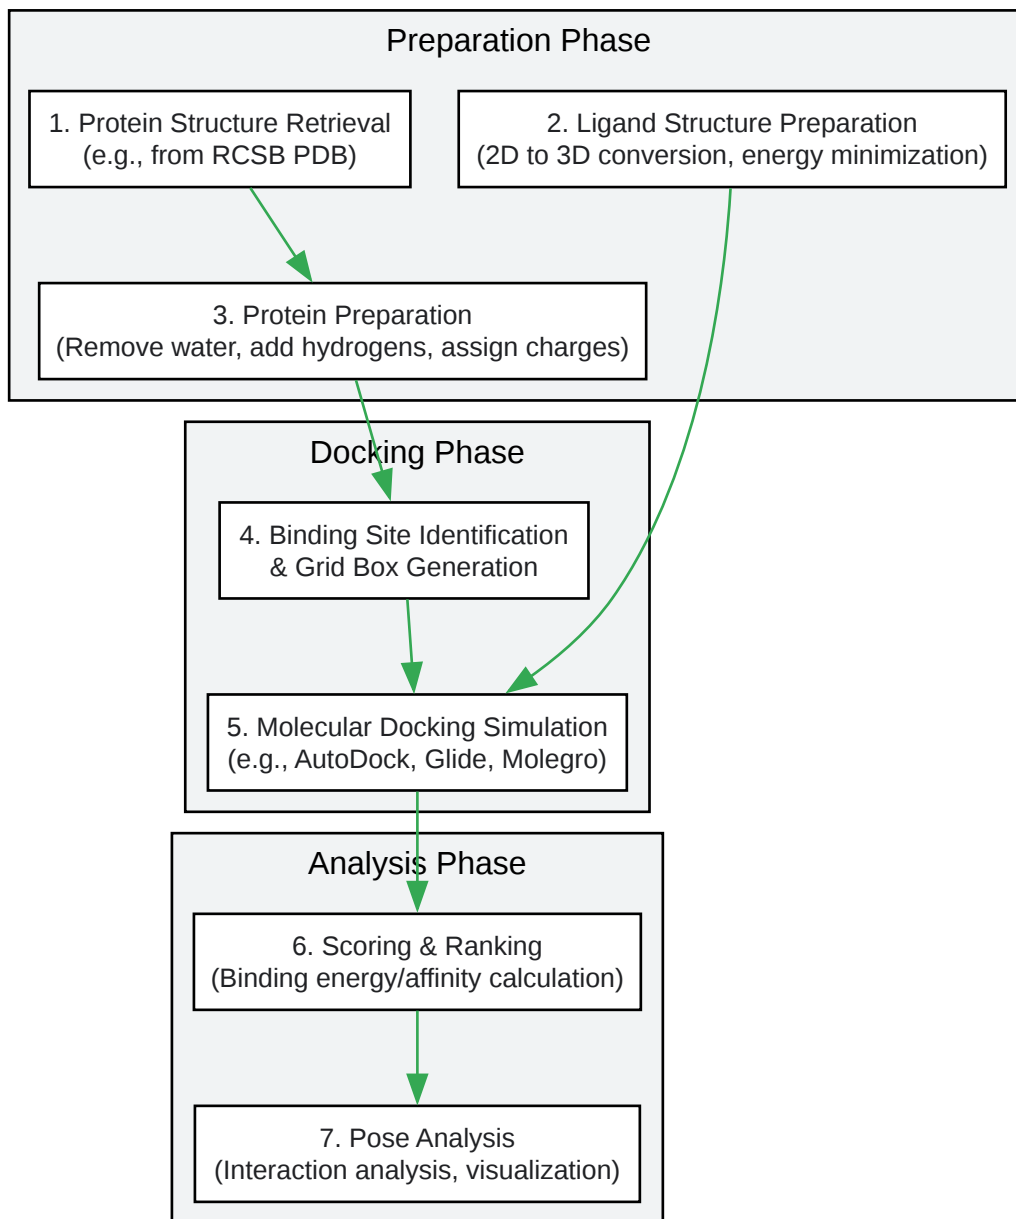 Preparation Phase
1. Protein Structure Retrieval
(e.g., from RCSB PDB)
2. Ligand Structure Preparation
(2D to 3D conversion, energy minimization)
3. Protein Preparation
(Remove water, add hydrogens, assign charges)
Docking Phase
4. Binding Site Identification
& Grid Box Generation
5. Molecular Docking Simulation
(e.g., AutoDock, Glide, Molegro)
Analysis Phase
6. Scoring & Ranking
(Binding energy/affinity calculation)
7. Pose Analysis
(Interaction analysis, visualization)